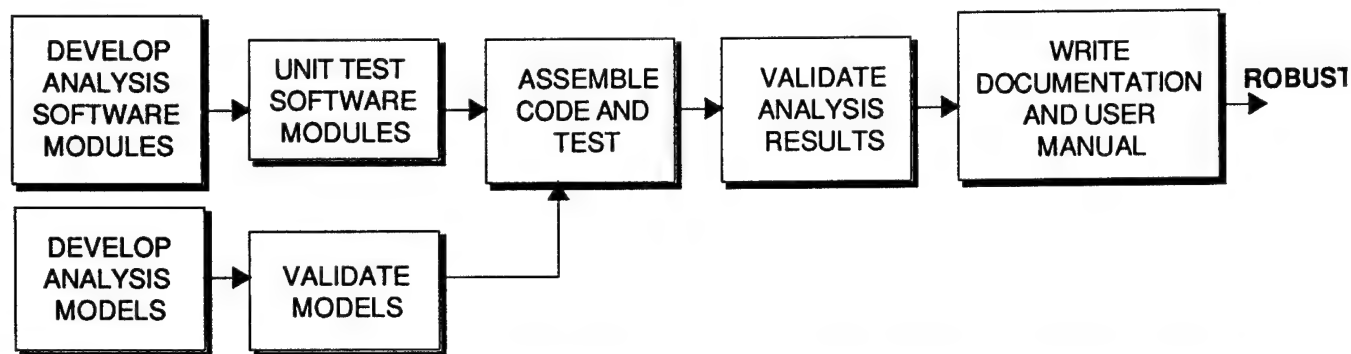 DEVELOP
ANALYSIS
SOFTWARE
MODULES
UNIT TEST
SOFTWARE
MODULES
ASSEMBLE
CODE AND
TEST
VALIDATE
ANALYSIS
RESULTS
WRITE
DOCUMENTATION
AND USER
MANUAL
ROBUST
DEVELOP
ANALYSIS
MODELS
VALIDATE
MODELS